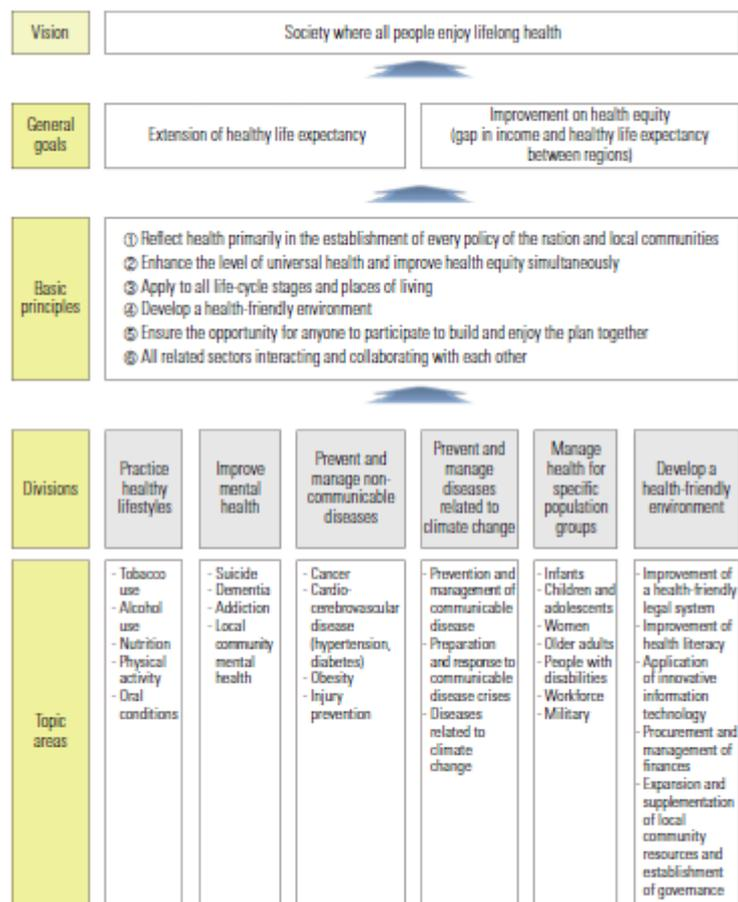 Vision
Society where all people enjoy lifelong health
General
goals
Extension of healthy life expectancy
Improvement on health equity
(gap in income and healthy life expectancy
between regions)
Basic
principles
① Reflect health primarily in the establishment of every policy of the nation and local communities
② Enhance the level of universal health and improve health equity simultaneously
③ Apply to all life-cycle stages and places of living
④ Develop a health-friendly environment
⑤ Ensure the opportunity for anyone to participate to build and enjoy the plan together
⑥ All related sectors interacting and collaborating with each other
Divisions
Practice
healthy
lifestyles
Improve
mental
health
Prevent and
manage non-
communicable
diseases
Prevent and
manage
diseases
related to
climate change
Manage
health for
specific
population
groups
Develop a
health-friendly
environment
Topic
areas
- Tobacco
use
- Alcohol
use
- Nutrition
- Physical
activity
- Oral
conditions
- Suicide
- Dementia
- Addiction
- Local
community
mental
health
- Cancer
- Cardio-
cerebrovascular
disease
(hypertension,
diabetes)
- Obesity
- Injury
prevention
- Prevention and
management of
communicable
disease
- Preparation
and response to
communicable
disease crises
- Diseases
related to
climate
change
- Infants
- Children and
adolescents
- Women
- Older adults
- People with
disabilities
- Workforce
- Military
- Improvement of
a health-friendly
legal system
- Improvement of
health literacy
- Application
of innovative
information
technology
- Procurement and
management of
finances
- Expansion and
supplementation
of local
community
resources and
establishment
of governance